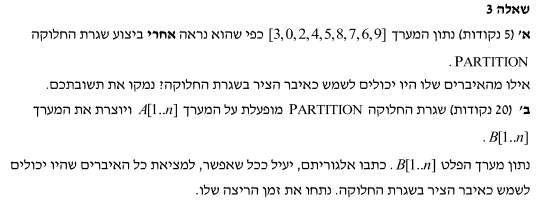 שאלה 3
א׳ (5 נקודות) נתון המערך [3,0,2,4,5,8,7,6,9] כפי שהוא נראה אחרי ביצוע שגרת החלוקה
PARTITION.
אילו מהאיברים שלו היו יכולים לשמש כאיבר הציר בשגרת החלוקה? נמקו את תשובתכם.
ב׳ (20 נקודות) שגרת החלוקה PARTITION מופעלת על המערך A[1..n] ויוצרת את המערך
B[1..n].
נתון מערך הפלט B[1..n]. כתבו אלגוריתם, יעיל ככל שאפשר, למציאת כל האיברים שהיו יכולים
לשמש כאיבר הציר בשגרת החלוקה. נתחו את זמן הריצה שלו.